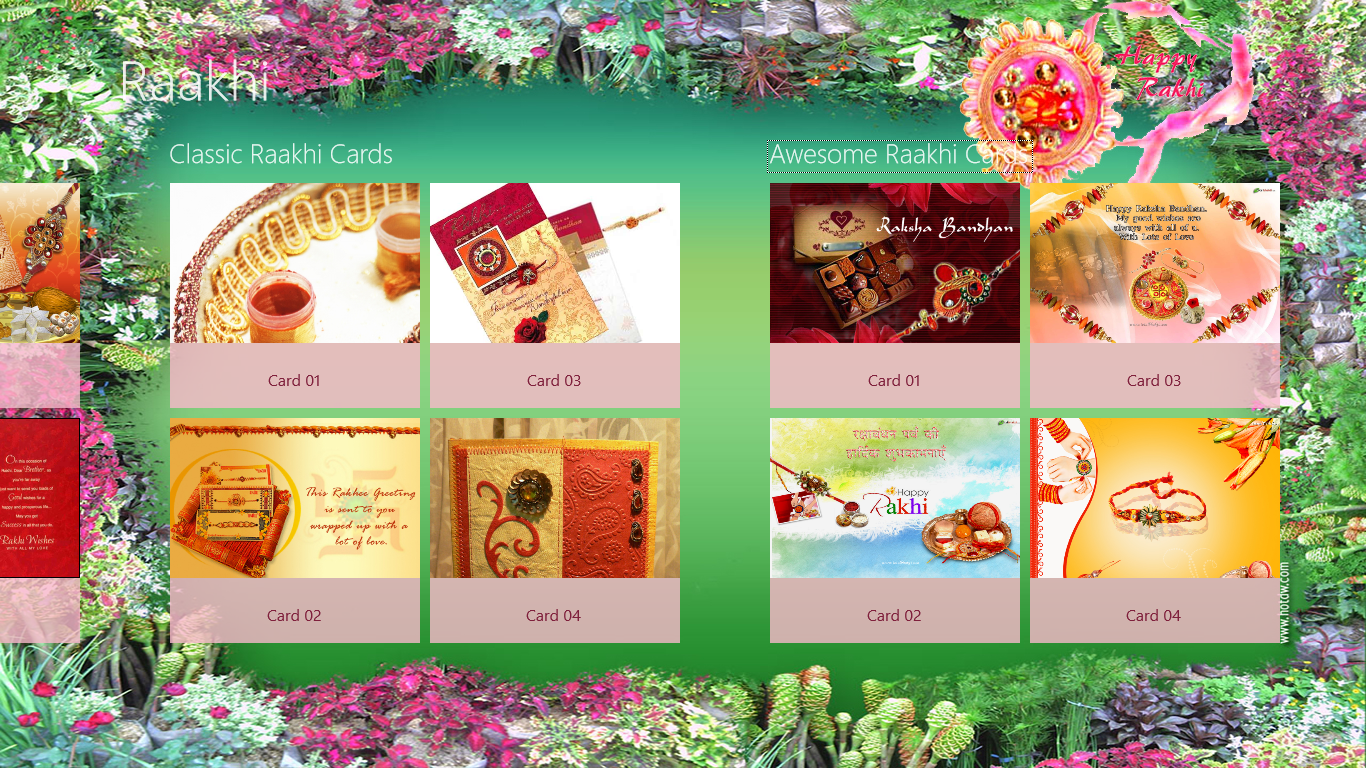 Raakhi
Happy
Rakhi
Classic Raakhi Cards
Awesome Raakhi Cards
Raksha Bandhan
Happy Raksha Bandhan.
My good wishes are
always with all of u.
With Lots of Love
Card 01
Card 03
Card 01
Card 03
On this occasion of
Rakhi Dear Brother, as
you're far away
just want to send you loads of
Good wishes for a
happy and prosperous life...
May you get
Success in all that you do.
Rakhi Wishes
WITH ALL MY LOVE
This Rakhee Greeting
is sent to you
wrapped up with a
lot of love.
रक्षाबंधन पर्व की
हार्दिक शुभकामनाएं
Happy
Rakhi
Card 02
Card 04
Card 02
Card 04